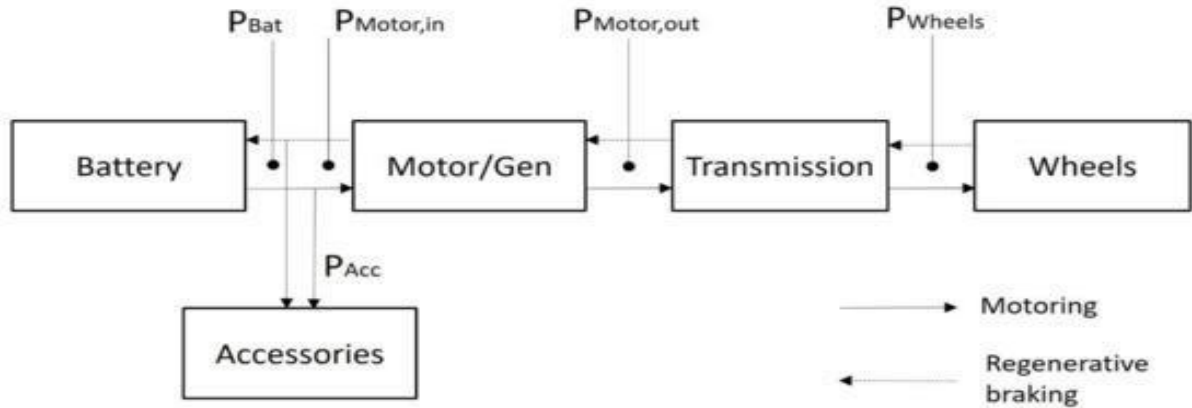 PBat PMotor,in PMotor,out PWheels
Battery Motor/Gen Transmission Wheels
PAcc
Accessories
Motoring
Regenerative
braking